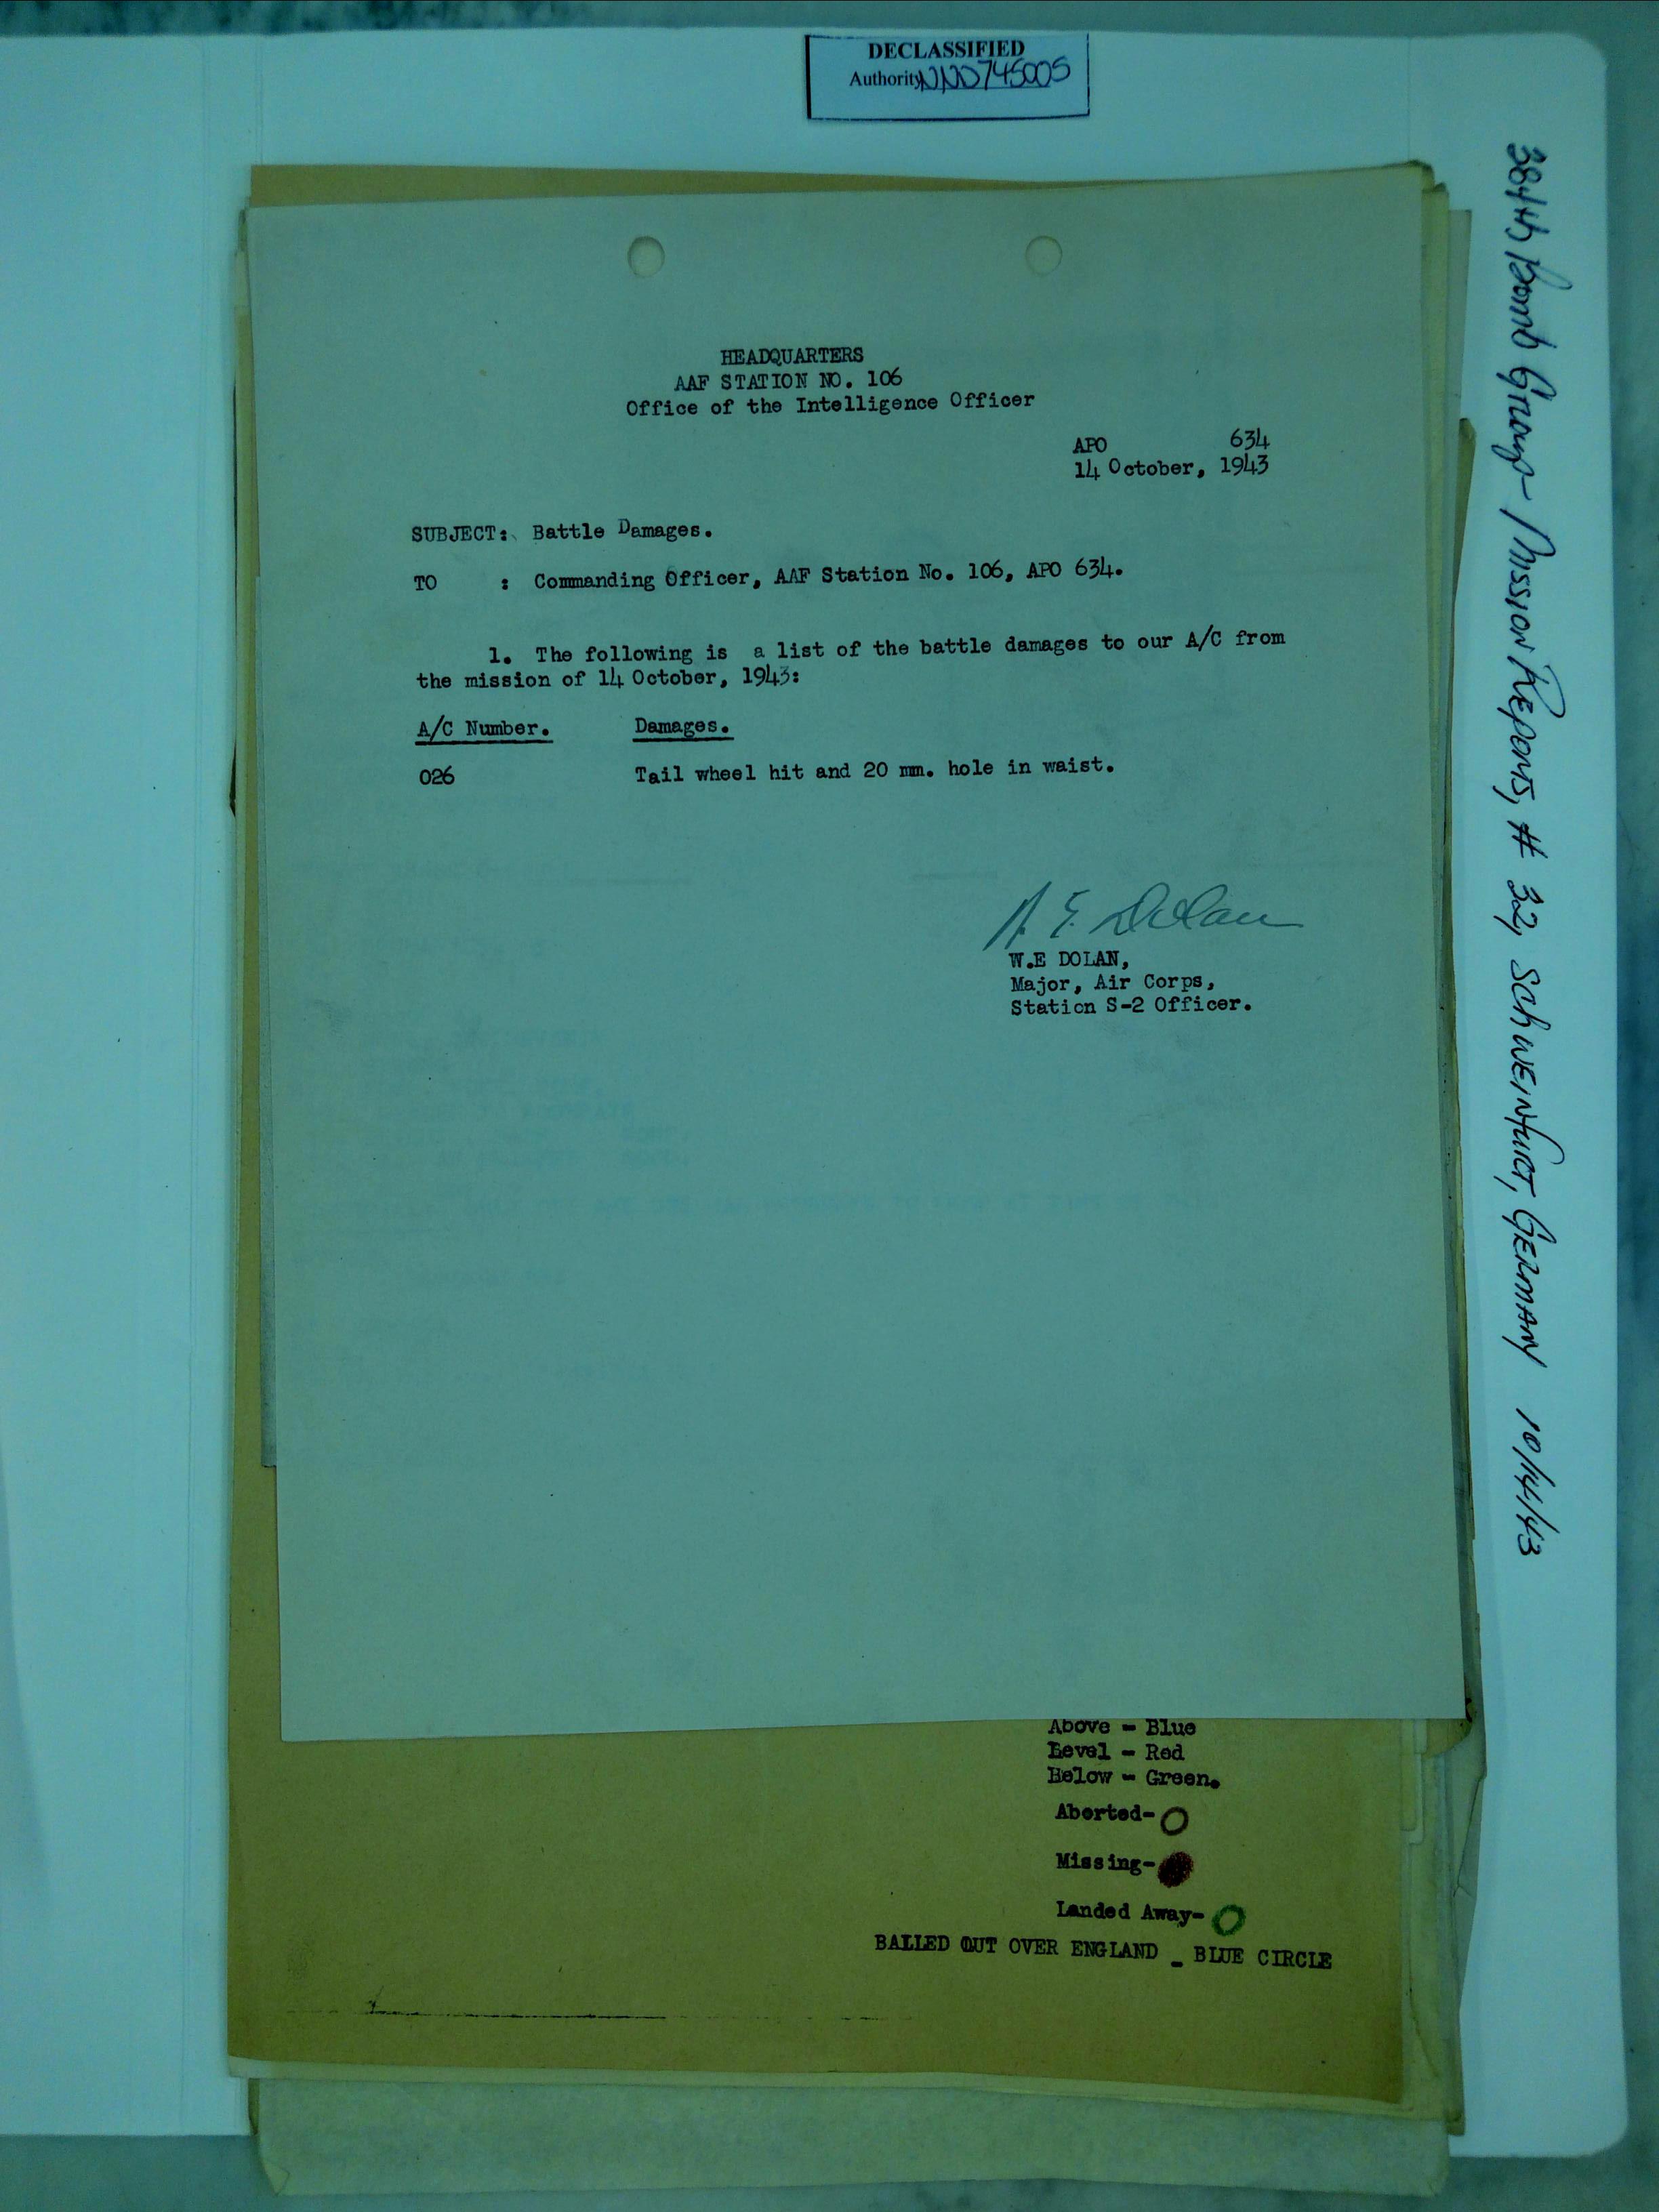 DECLASSIFIED
Authority NND745005
HEADQUARTERS
AAF STATION NO. 106
Office of the Intelligence Officer
APO 634
14 October, 1943
SUBJECT: Battle Damages.
TO : Commanding Officer, AAF Station No. 106, APO 634.
1. The following is a list of the battle damages to our A/C from
the mission of 14 October, 1943:
A/C Number. Damages.
026 Tail wheel hit and 20 mm. hole in waist.
W.E. Dolan
W.E DOLAN,
Major, Air Corps,
Station S-2 Officer.
Above - Blue
Level - Red
Below - Green.
Aborted-
Missing-
Landed Away-
BALLED OUT OVER ENGLAND _ BLUE CIRCLE
384th Bomb Group - Mission Reports, # 32, Schweinfurt, Germany 10/14/43